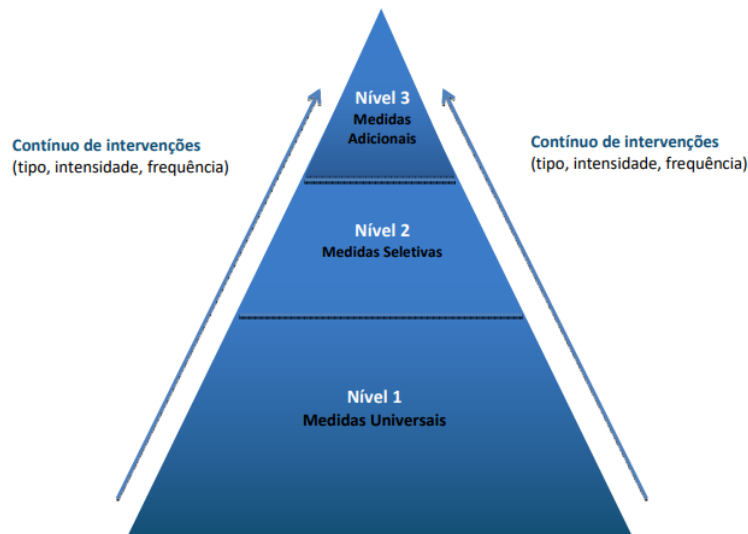 Nível 3
Medidas
Adicionais
Contínuo de intervenções
(tipo, intensidade, frequência)
Contínuo de intervenções
(tipo, intensidade, frequência)
Nível 2
Medidas Seletivas
Nível 1
Medidas Universais